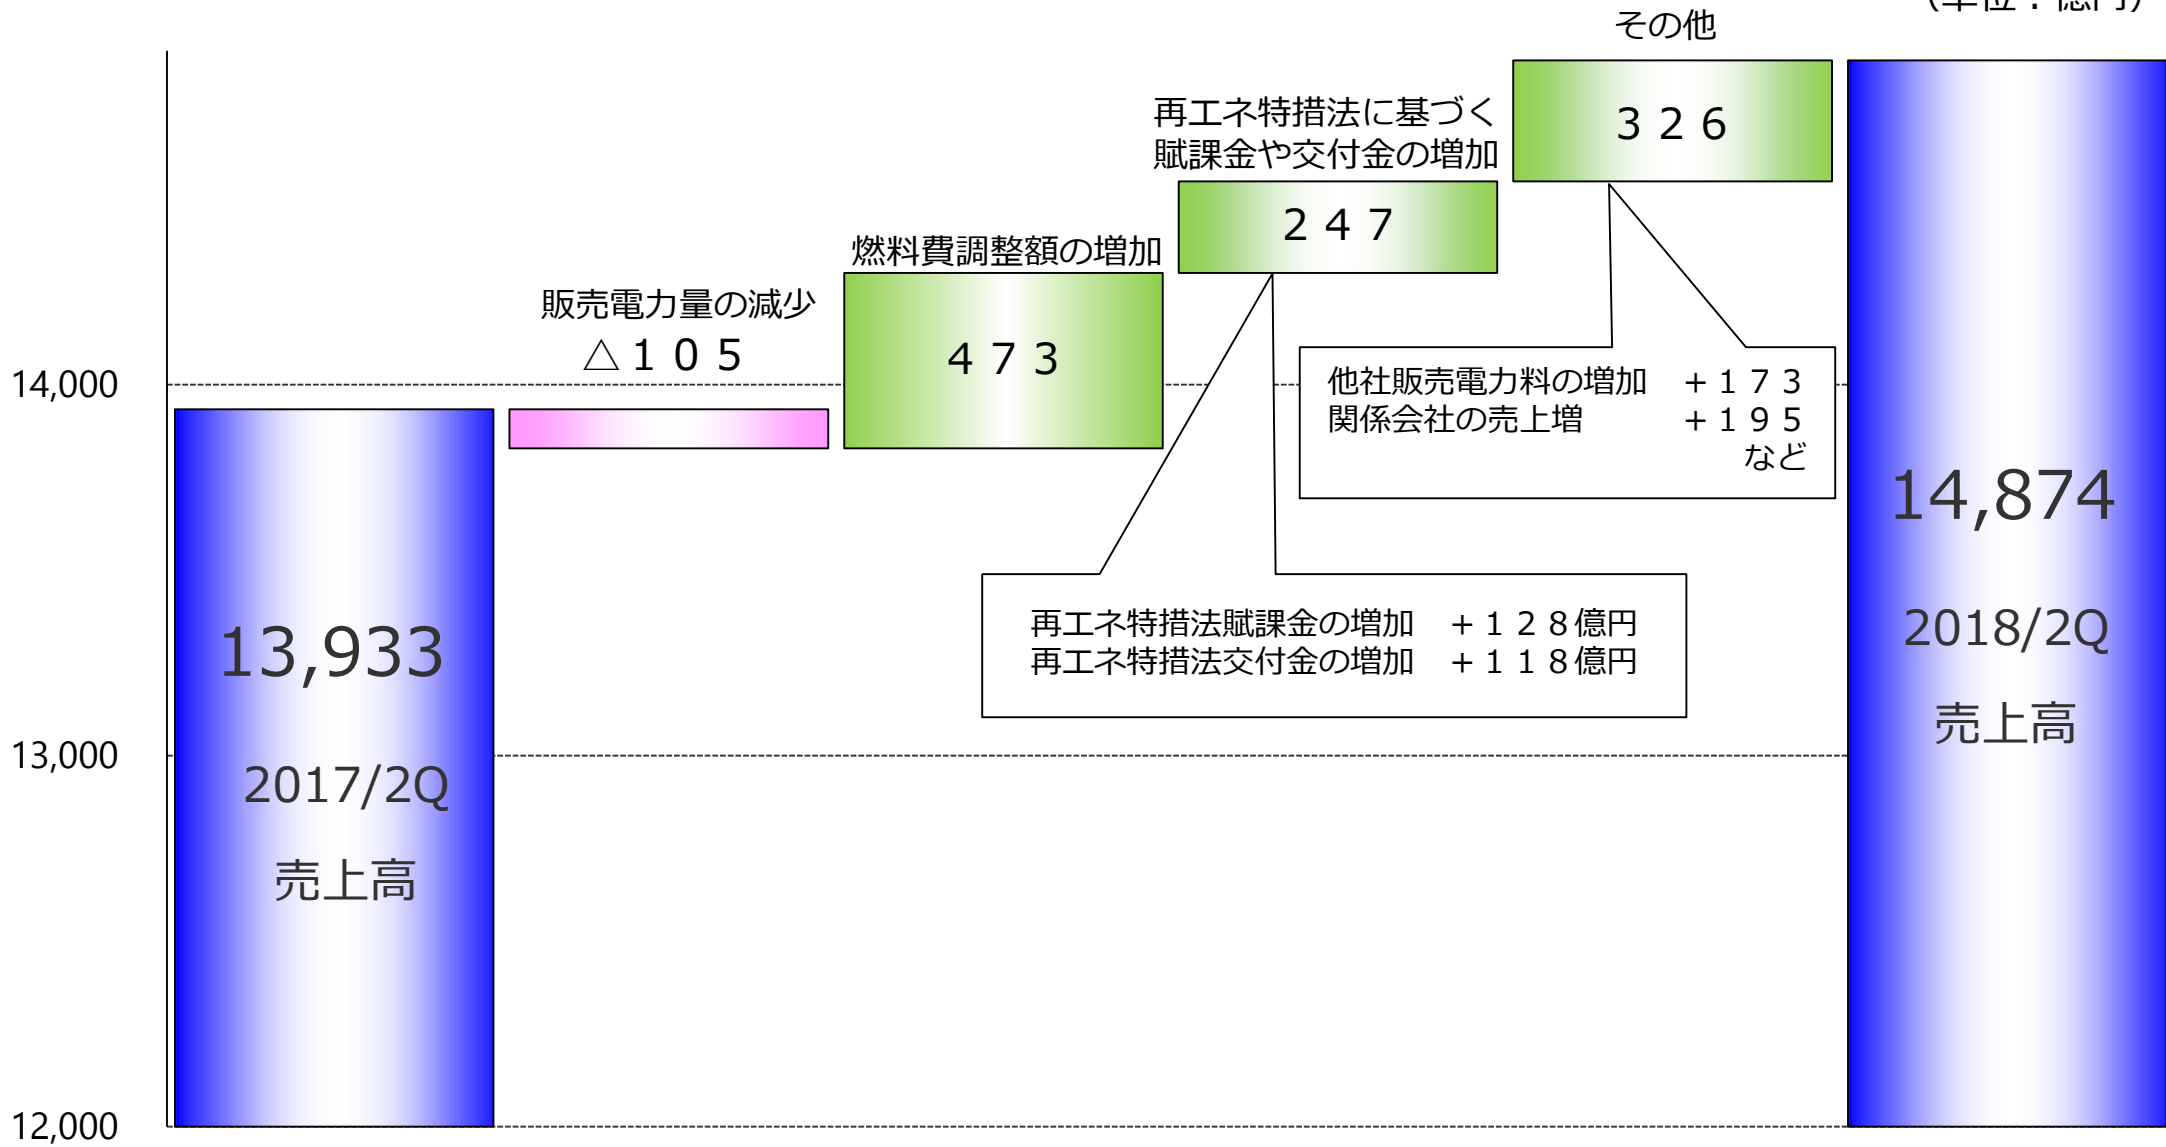 （単位：億円）
その他
３２６
再エネ特措法に基づく
賦課金や交付金の増加
２４７
燃料費調整額の増加
４７３
販売電力量の減少
△１０５
14,000
他社販売電力料の増加　＋１７３
関係会社の売上増　＋１９５
など
14,874
2018/2Q
売上高
再エネ特措法賦課金の増加　＋１２８億円
再エネ特措法交付金の増加　＋１１８億円
13,933
2017/2Q
売上高
13,000
12,000